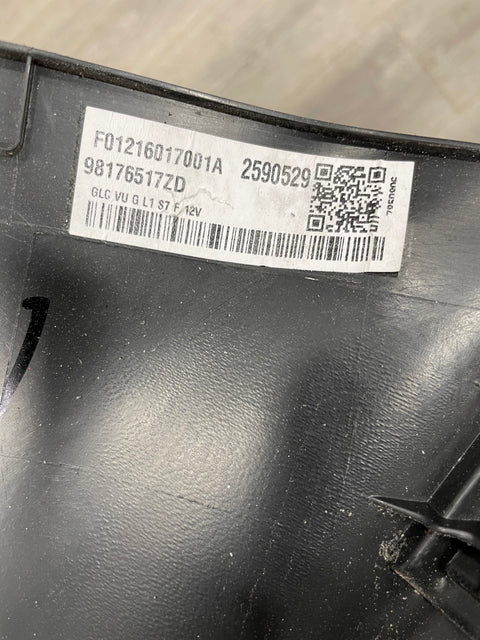 F01216017001A 2590529
98176517ZD
GLC VU G L1 S7 F 12V